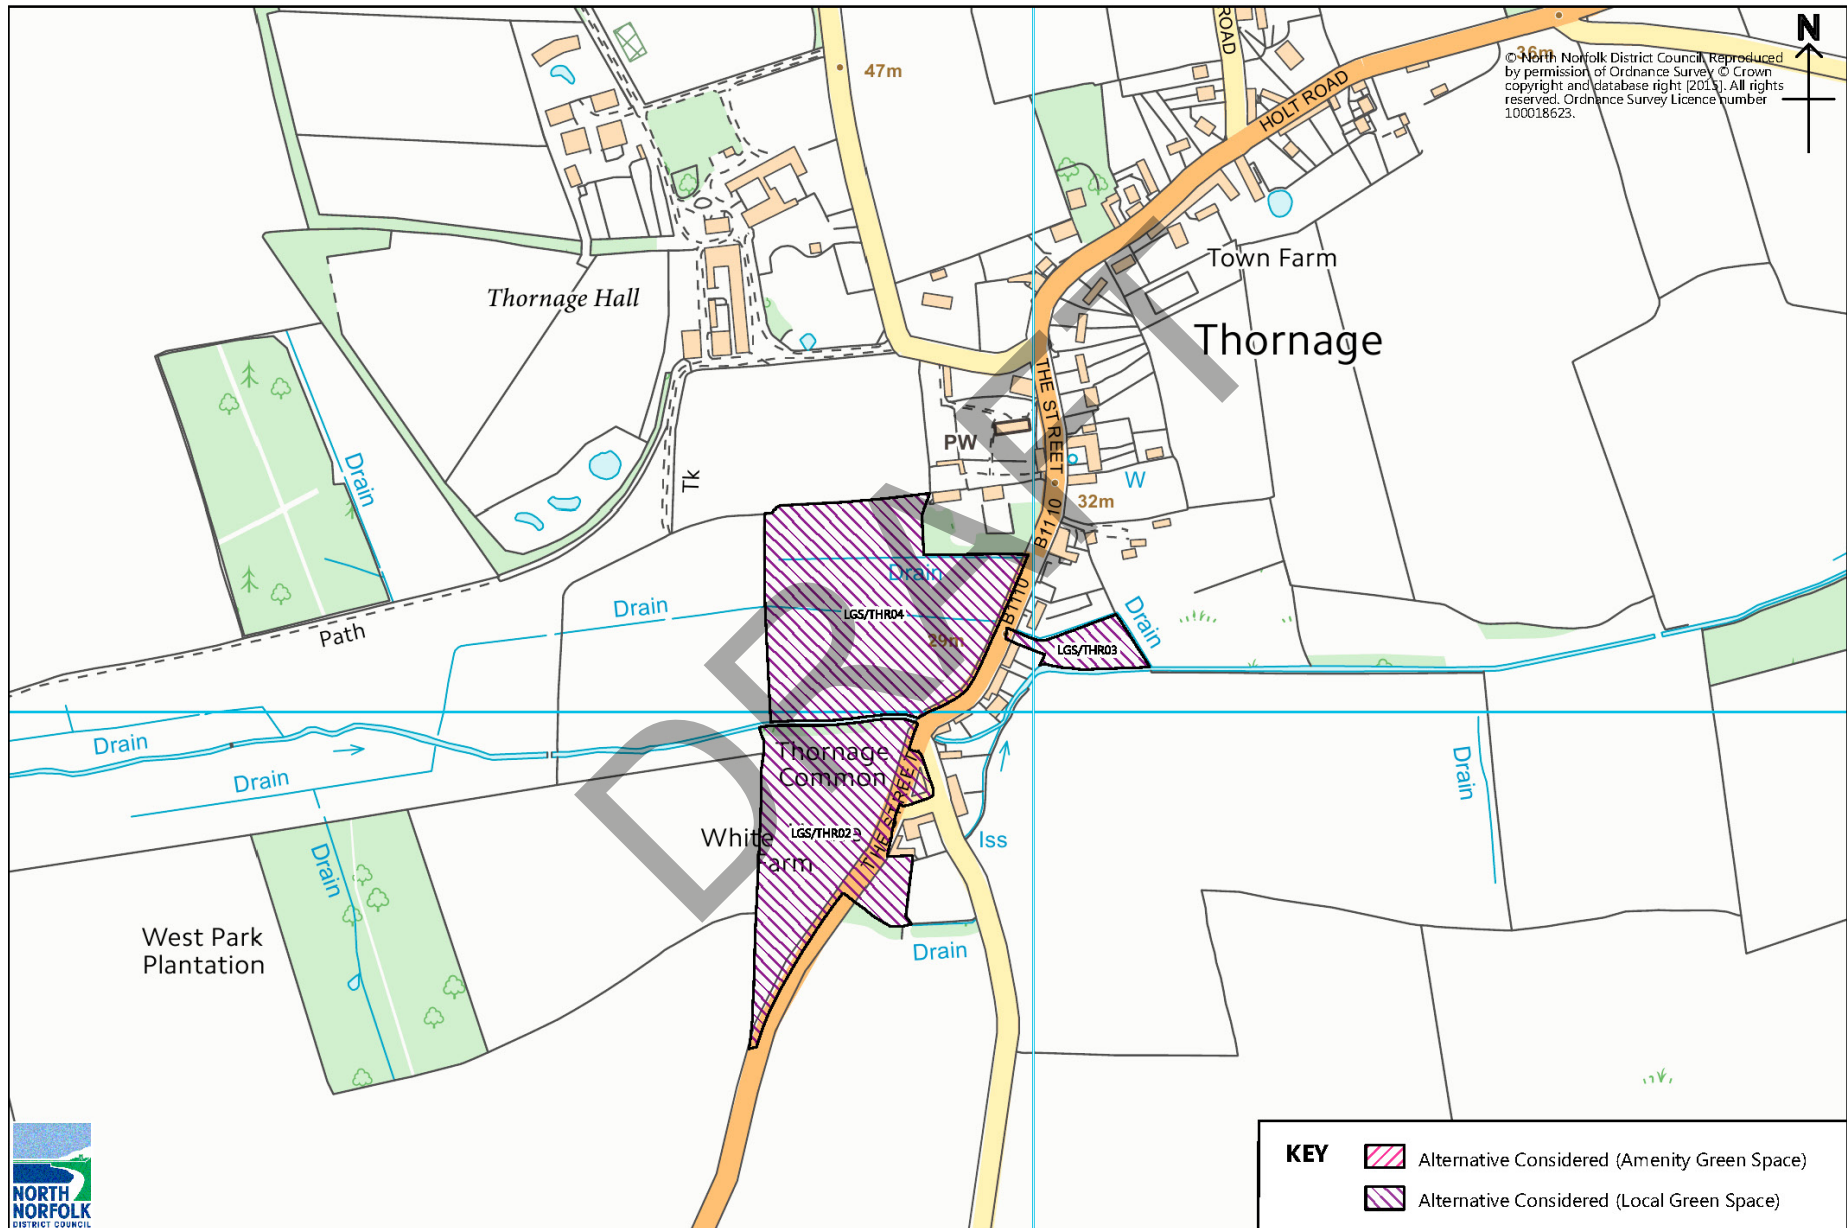 N
36m
© North Norfolk District Council. Reproduced
by permission of Ordnance Survey © Crown
copyright and database right [2015]. All rights
reserved. Ordnance Survey Licence number
100018623.
ROAD
47m
HOLT ROAD
Town Farm
Thornage Hall
Thornage
THE STREET
PW
Drain
Tk
W
32m
B1110
Drain
Drain
B1110
LGS/THR04
Drain
Path
29m
LGS/THR03
Drain
Thornage
Common
Drain
THE STREET
Drain
White
Farm
LGS/THR02
Iss
Drain
West Park
Plantation
Drain
DRAFT
KEY
Alternative Considered (Amenity Green Space)
Alternative Considered (Local Green Space)
NORTH
NORFOLK
DISTRICT COUNCIL